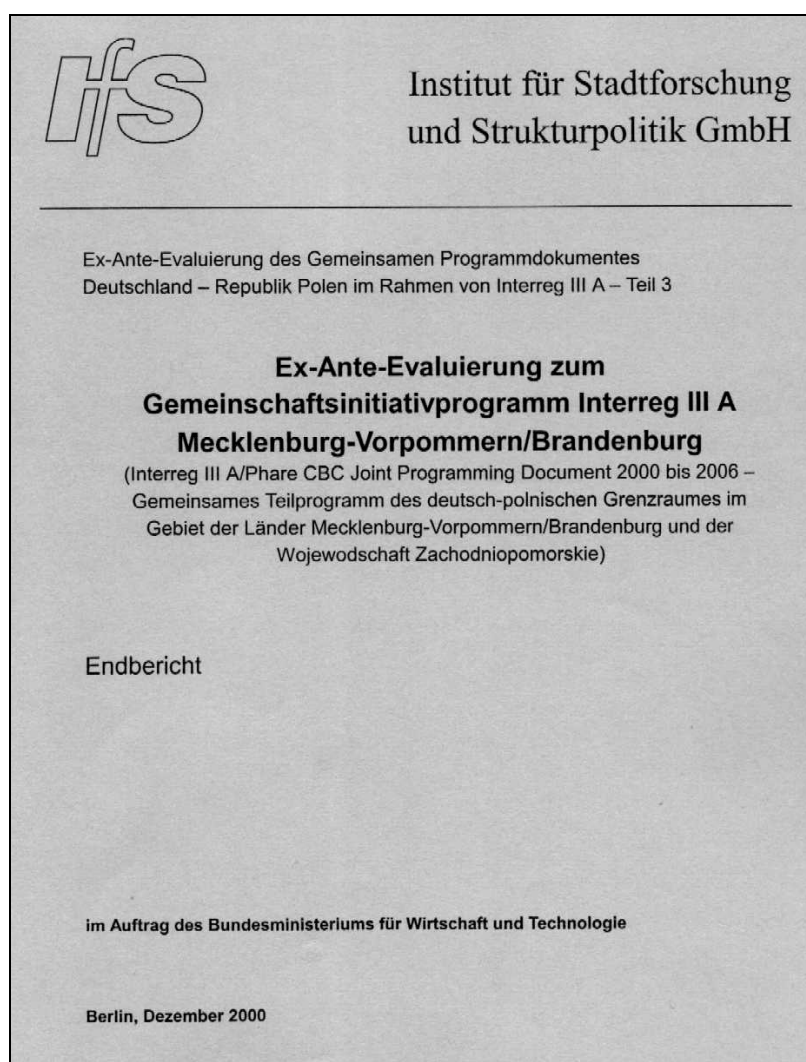 IfS
Institut für Stadtforschung
und Strukturpolitik GmbH
Ex-Ante-Evaluierung des Gemeinsamen Programmdokumentes
Deutschland – Republik Polen im Rahmen von Interreg III A – Teil 3
Ex-Ante-Evaluierung zum
Gemeinschaftsinitiativprogramm Interreg III A
Mecklenburg-Vorpommern/Brandenburg
(Interreg III A/Phare CBC Joint Programming Document 2000 bis 2006 –
Gemeinsames Teilprogramm des deutsch-polnischen Grenzraumes im
Gebiet der Länder Mecklenburg-Vorpommern/Brandenburg und der
Wojewodschaft Zachodniopomorskie)
Endbericht
im Auftrag des Bundesministeriums für Wirtschaft und Technologie
Berlin, Dezember 2000